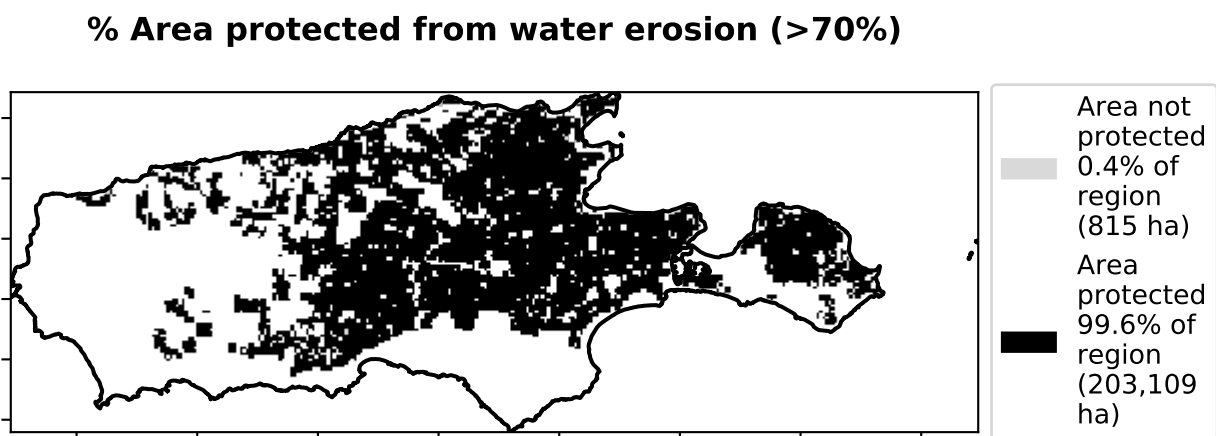 % Area protected from water erosion (>70%)
Area not
protected
0.4% of
region
(815 ha)
Area
protected
99.6% of
region
(203,109
ha)